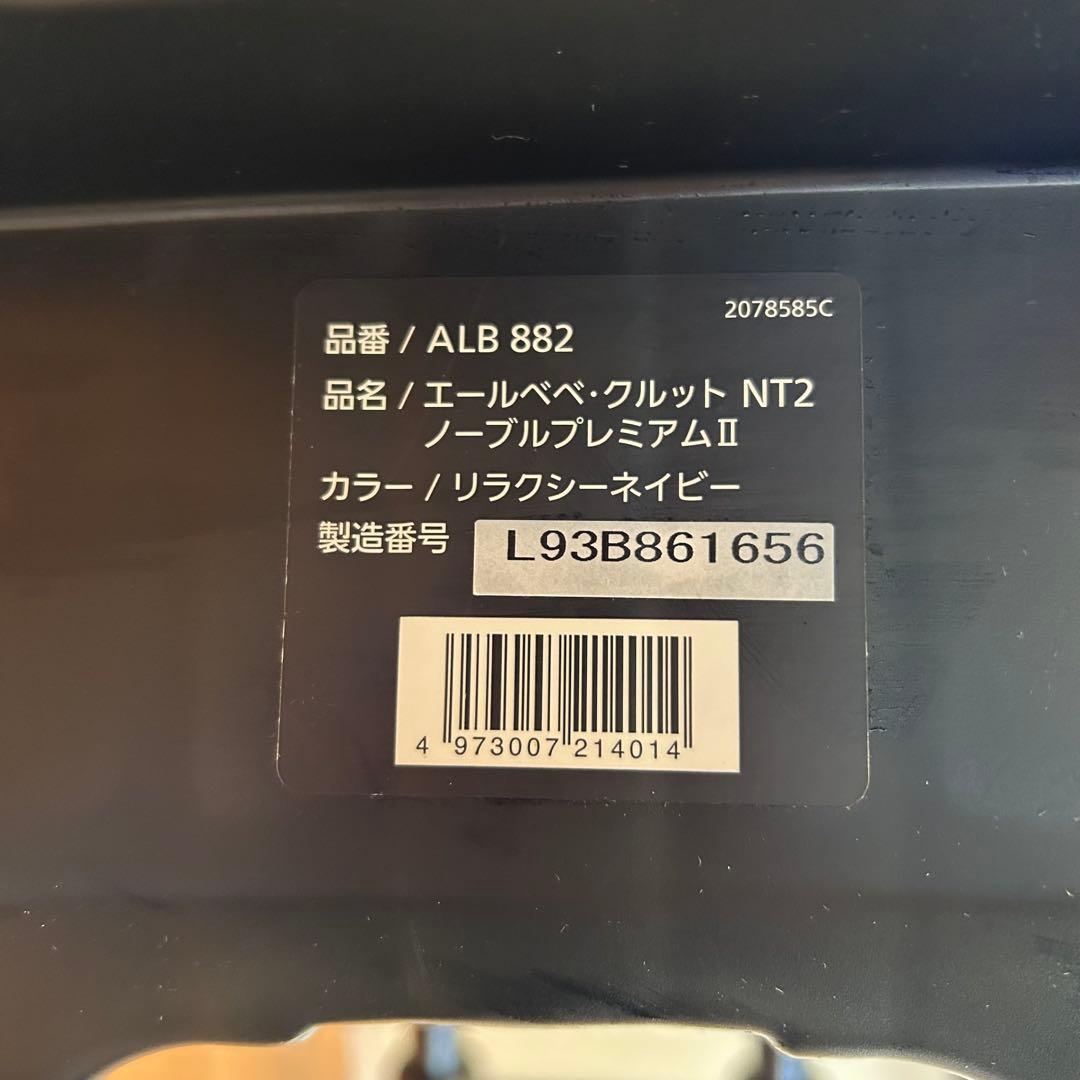 2078585C
品番 / ALB 882
品名 / エールベベ・クルット NT2
ノーブルプレミアムⅡ
カラー / リラクシーネイビー
製造番号 L93B861656
4 973007 214014